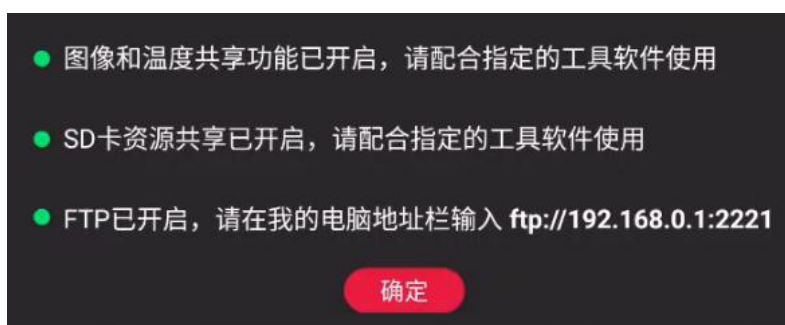 图像和温度共享功能已开启，请配合指定的工具软件使用
SD卡资源共享已开启，请配合指定的工具软件使用
FTP已开启，请在我的电脑地址栏输入 ftp://192.168.0.1:2221
确定